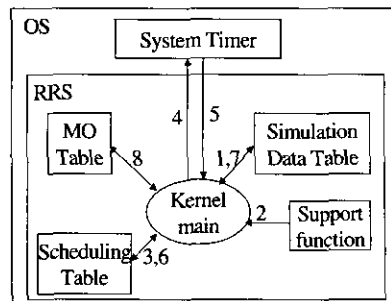 OS
System Timer
RRS
4
5
MO
Table
8
1,7
Simulation
Data Table
Kernel
main
2
Support
function
Scheduling
Table
3,6